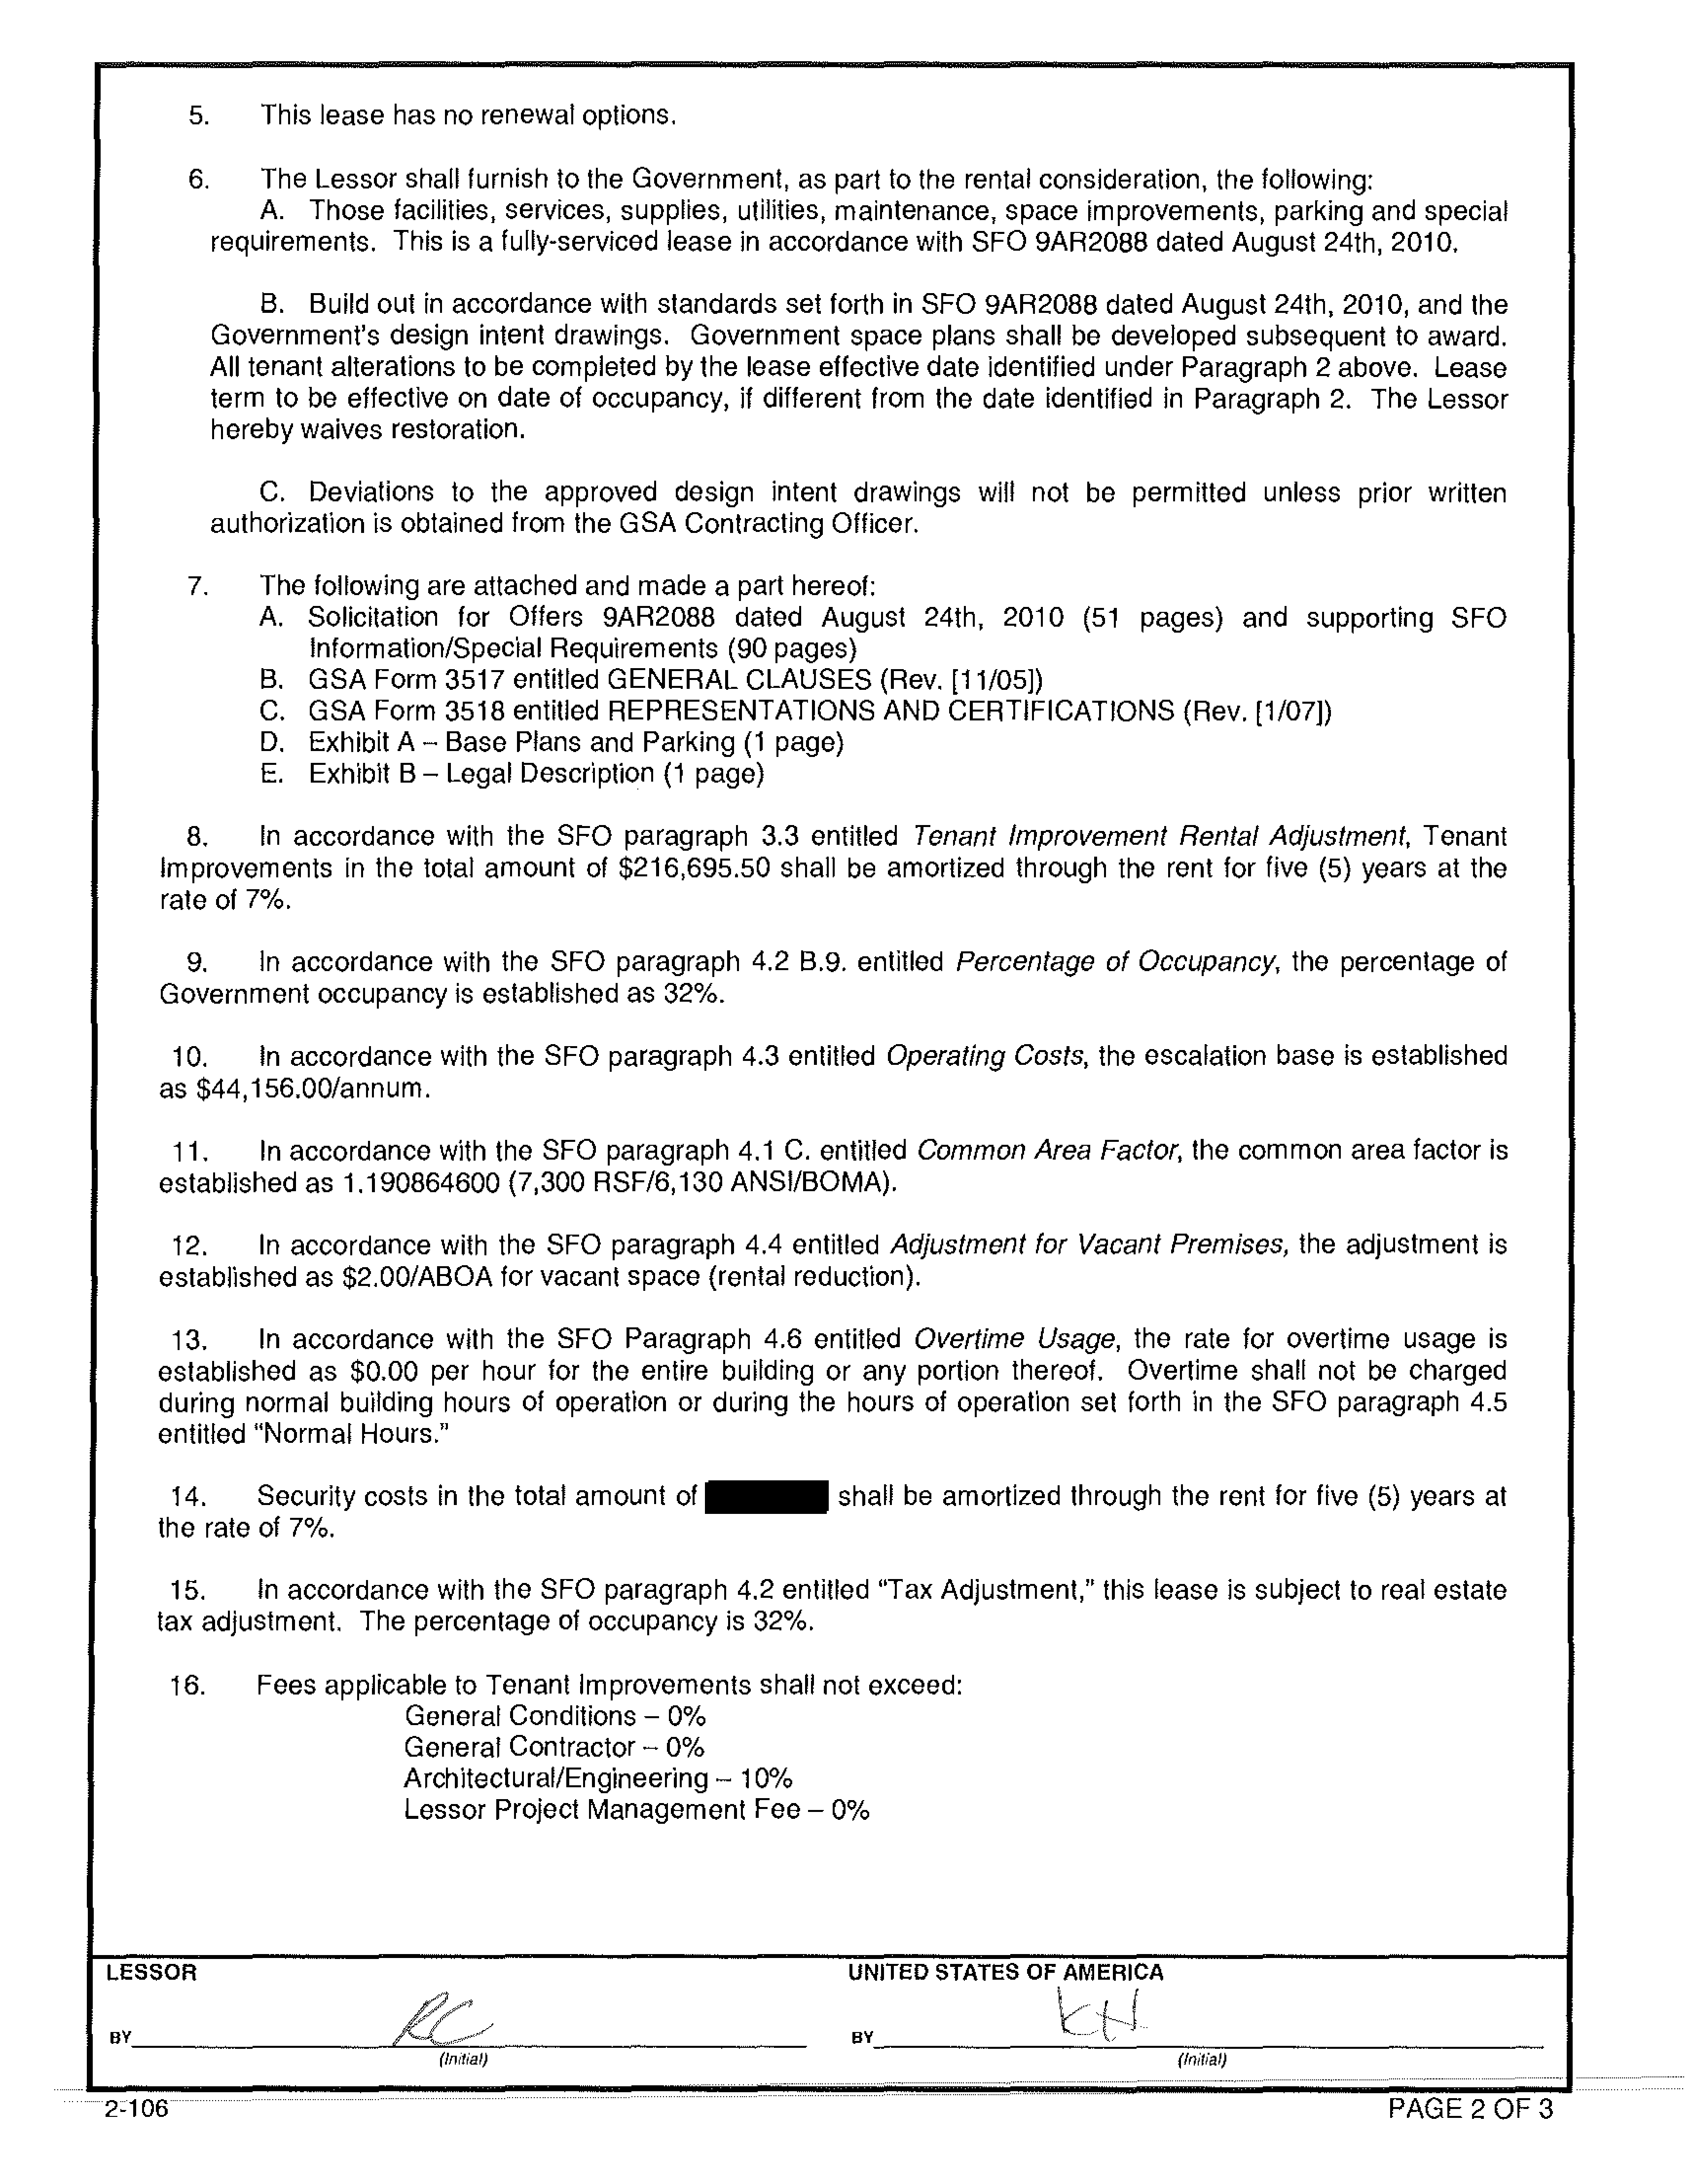 5. This lease has no renewal options.
6. The Lessor shall furnish to the Government, as part to the rental consideration, the following:
A. Those facilities, services, supplies, utilities, maintenance, space improvements, parking and special
requirements. This is a fully-serviced lease in accordance with SFO 9AR2088 dated August 24th, 2010.
B. Build out in accordance with standards set forth in SFO 9AR2088 dated August 24th, 2010, and the
Government's design intent drawings. Government space plans shall be developed subsequent to award.
All tenant alterations to be completed by the lease effective date identified under Paragraph 2 above. Lease
term to be effective on date of occupancy, if different from the date identified in Paragraph 2. The Lessor
hereby waives restoration.
C. Deviations to the approved design intent drawings will not be permitted unless prior written
authorization is obtained from the GSA Contracting Officer.
7. The following are attached and made a part hereof:
A. Solicitation for Offers 9AR2088 dated August 24th, 2010 (51 pages) and supporting SFO
Information/Special Requirements (90 pages)
B. GSA Form 3517 entitled GENERAL CLAUSES (Rev. [11/05])
C. GSA Form 3518 entitled REPRESENTATIONS AND CERTIFICATIONS (Rev. [1/07])
D. Exhibit A – Base Plans and Parking (1 page)
E. Exhibit B – Legal Description (1 page)
8. In accordance with the SFO paragraph 3.3 entitled Tenant Improvement Rental Adjustment, Tenant
Improvements in the total amount of $216,695.50 shall be amortized through the rent for five (5) years at the
rate of 7%.
9. In accordance with the SFO paragraph 4.2 B.9. entitled Percentage of Occupancy, the percentage of
Government occupancy is established as 32%.
10. In accordance with the SFO paragraph 4.3 entitled Operating Costs, the escalation base is established
as $44,156.00/annum.
11. In accordance with the SFO paragraph 4.1 C. entitled Common Area Factor, the common area factor is
established as 1.190864600 (7,300 RSF/6,130 ANSI/BOMA).
12. In accordance with the SFO paragraph 4.4 entitled Adjustment for Vacant Premises, the adjustment is
established as $2.00/ABOA for vacant space (rental reduction).
13. In accordance with the SFO Paragraph 4.6 entitled Overtime Usage, the rate for overtime usage is
established as $0.00 per hour for the entire building or any portion thereof. Overtime shall not be charged
during normal building hours of operation or during the hours of operation set forth in the SFO paragraph 4.5
entitled “Normal Hours.”
14. Security costs in the total amount of shall be amortized through the rent for five (5) years at
the rate of 7%.
15. In accordance with the SFO paragraph 4.2 entitled “Tax Adjustment,” this lease is subject to real estate
tax adjustment. The percentage of occupancy is 32%.
16. Fees applicable to Tenant Improvements shall not exceed:
General Conditions – 0%
General Contractor – 0%
Architectural/Engineering – 10%
Lessor Project Management Fee – 0%
LESSOR UNITED STATES OF AMERICA
BY RC BY KH
(Initial) (Initial)
2-106 PAGE 2 OF 3